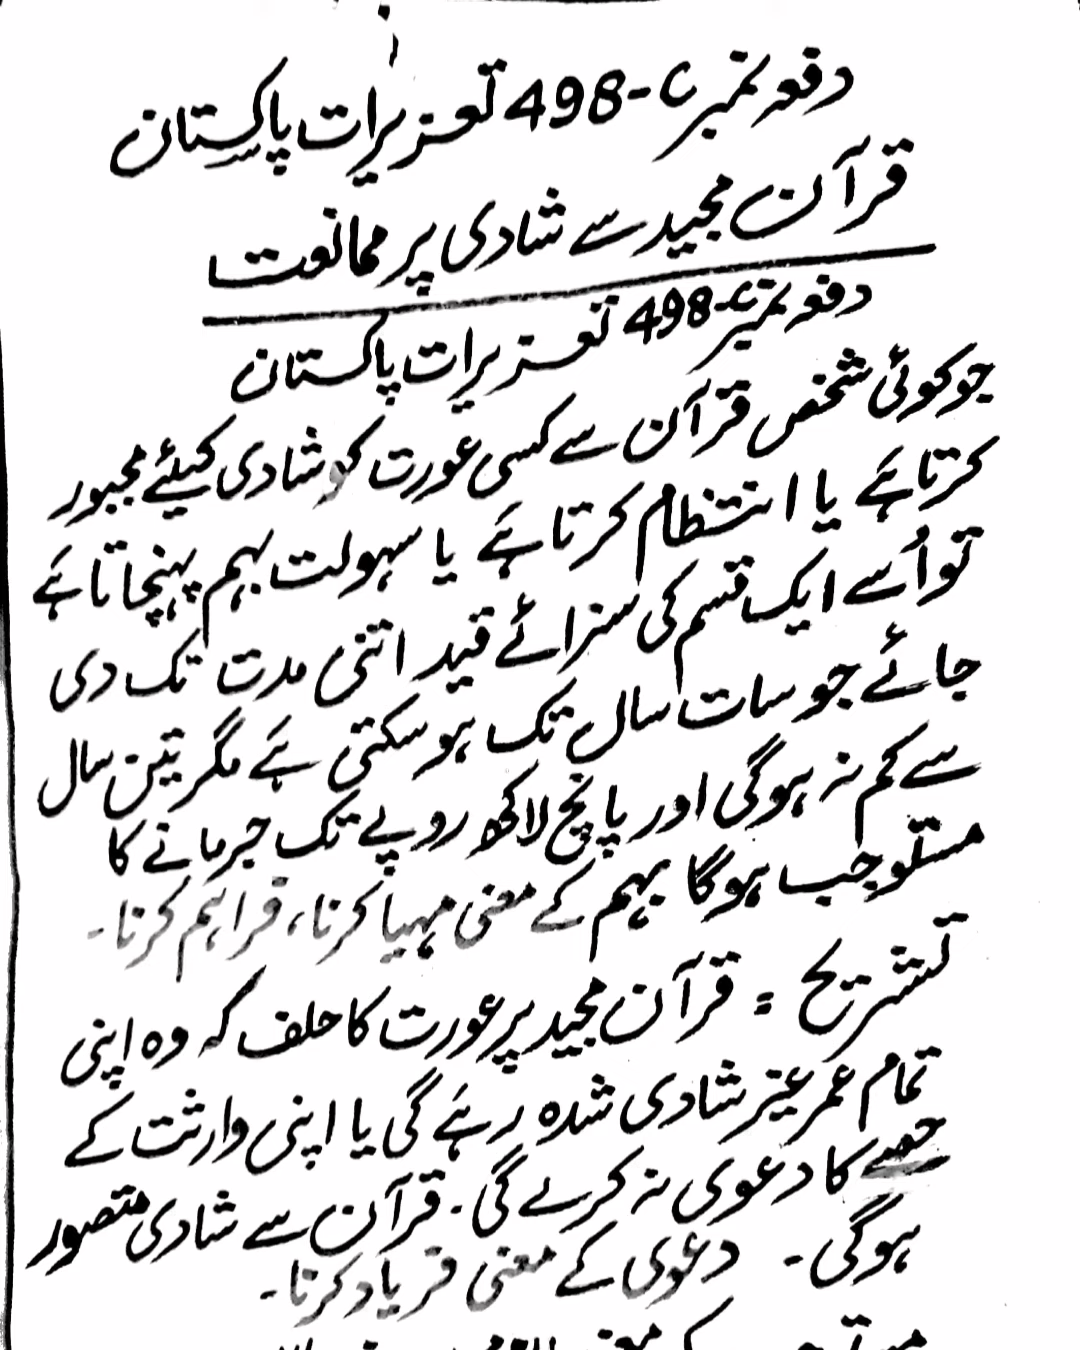 دفعہ نمبر 498-C تعزیرات پاکستان
قرآن مجید سے شادی پر ممانعت
دفعہ نمبر 498-C تعزیرات پاکستان
جو کوئی شخص قرآن سے کسی عورت کو شادی کیلئے مجبور
کرتا ہے یا انتظام کرتا ہے یا سہولت بہم پہنچاتا ہے
تو اُسے ایک قسم کی سزائے قید اتنی مدت تک دی
جائے جو سات سال تک ہو سکتی ہے مگر تین سال
سے کم نہ ہوگی اور پانچ لاکھ روپے تک جرمانے کا
مستوجب ہوگا بہم کے معنی مہیا کرنا، فراہم کرنا۔
تشریح = قرآن مجید پر عورت کا حلف کہ وہ اپنی
تمام عمر غیر شادی شدہ رہے گی یا اپنی وارثت کے
حصے کا دعوی نہ کرے گی۔ قرآن سے شادی متصور
ہوگی۔ دعوی کے معنی فریاد کرنا۔